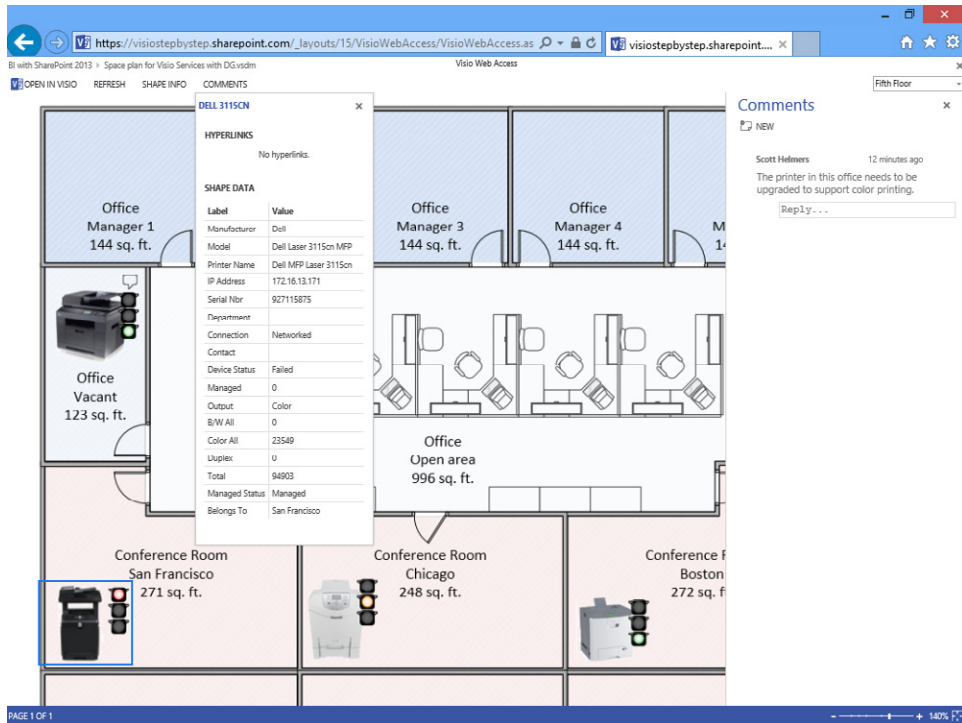 https://visiostepbystep.sharepoint.com/_layouts/15/VisioWebAccess/VisioWebAccess.as
visiostepbystep.sharepoint....
BI with SharePoint 2013 › Space plan for Visio Services with DG.vsdm
Visio Web Access
OPEN IN VISIO REFRESH SHAPE INFO COMMENTS
Fifth Floor
DELL 3115CN
HYPERLINKS
No hyperlinks.
SHAPE DATA
Label Value
Manufacturer Dell
Model Dell Laser 3115cn MFP
Printer Name Dell MFP Laser 3115cn
IP Address 172.16.13.171
Serial Nbr 927115875
Department
Connection Networked
Contact
Device Status Failed
Managed 0
Output Color
B/W All 0
Color All 23549
Duplex 0
Total 94903
Managed Status Managed
Belongs To San Francisco
Comments
NEW
Scott Helmers 12 minutes ago
The printer in this office needs to be
upgraded to support color printing.
Reply...
Office
Manager 1
144 sq. ft.
Office
Manager 3
144 sq. ft.
Office
Manager 4
144 sq. ft.
M
14
Office
Vacant
123 sq. ft.
Office
Open area
996 sq. ft.
Conference Room
San Francisco
271 sq. ft.
Conference Room
Chicago
248 sq. ft.
Conference
Boston
272 sq. f
PAGE 1 OF 1
- + 140%